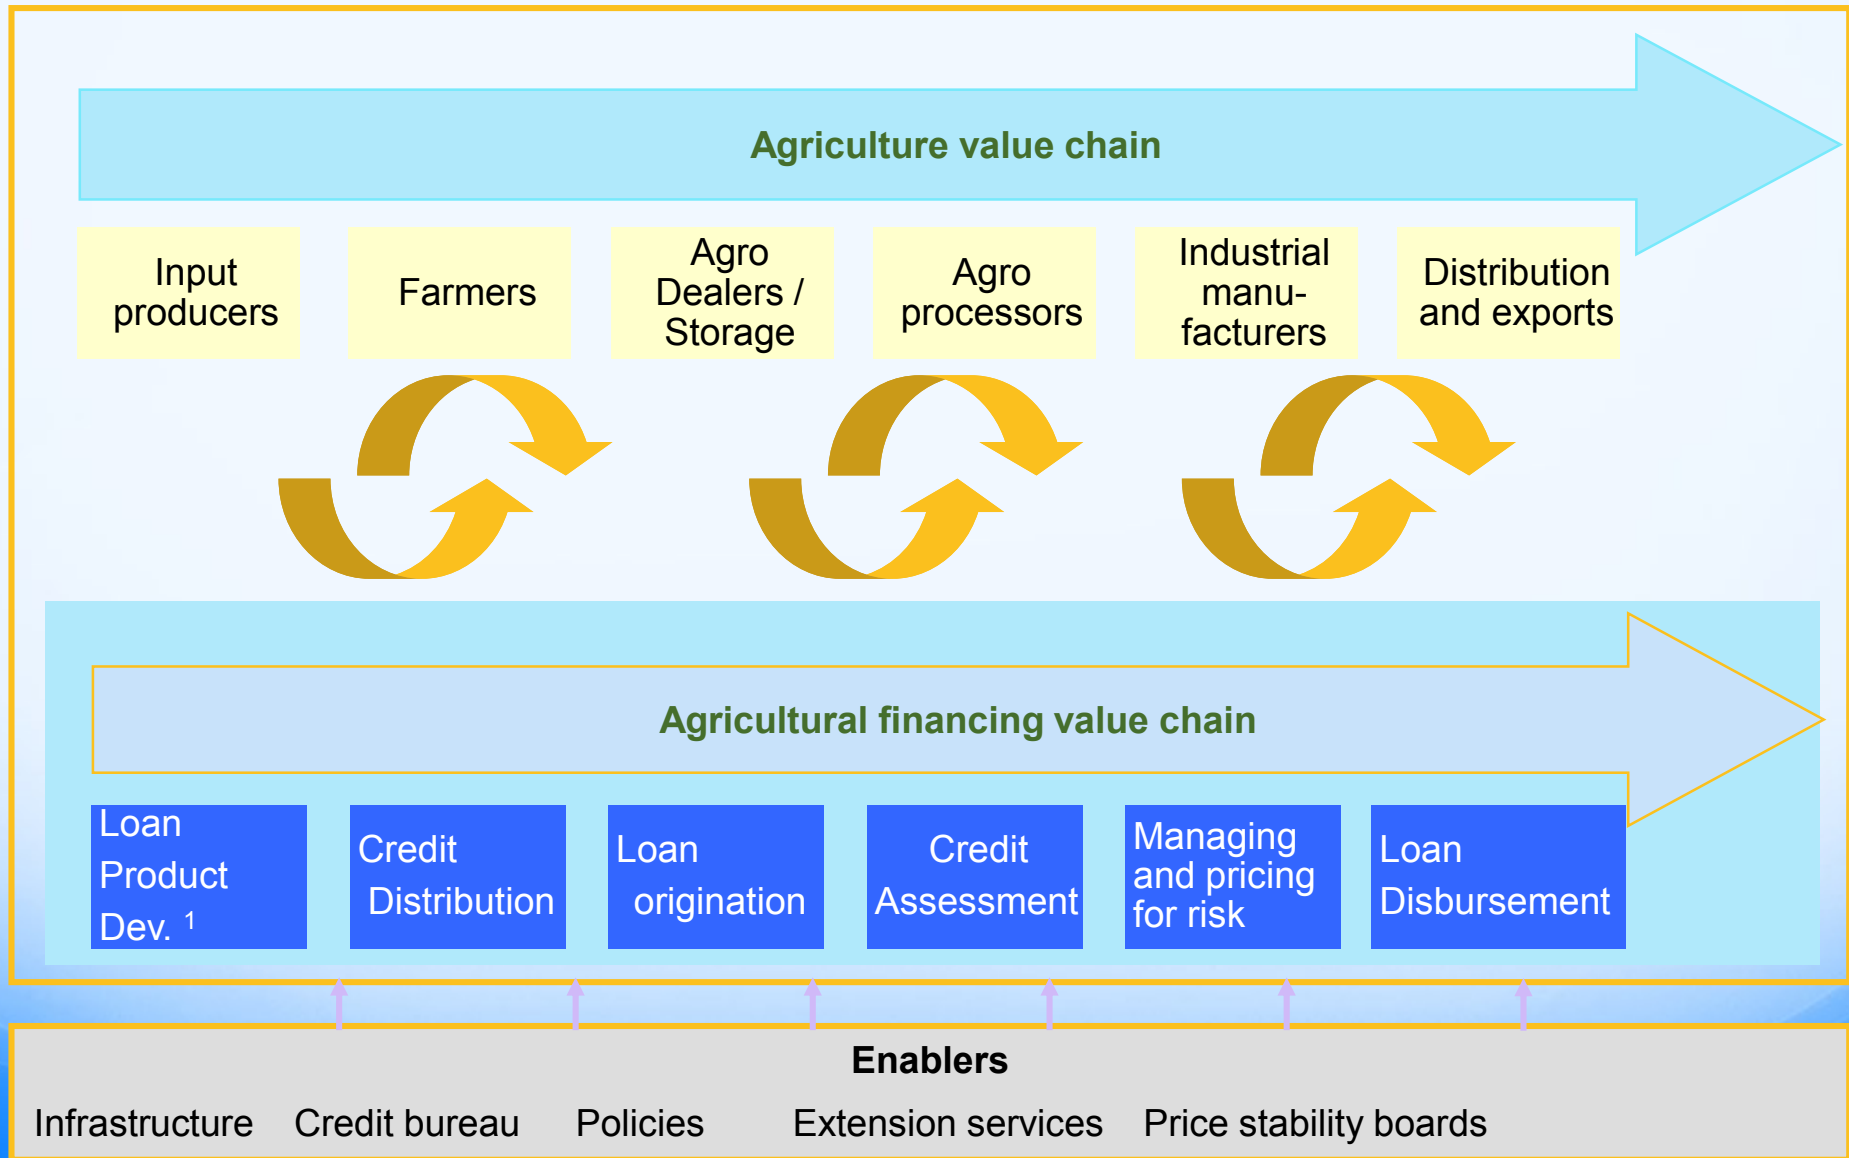 Agriculture value chain
Input
producers
Farmers
Agro
Dealers /
Storage
Agro
processors
Industrial
manu-
facturers
Distribution
and exports
Agricultural financing value chain
Loan
Product
Dev. 1
Credit
Distribution
Loan
origination
Credit
Assessment
Managing
and pricing
for risk
Loan
Disbursement
Enablers
Infrastructure Credit bureau Policies Extension services Price stability boards